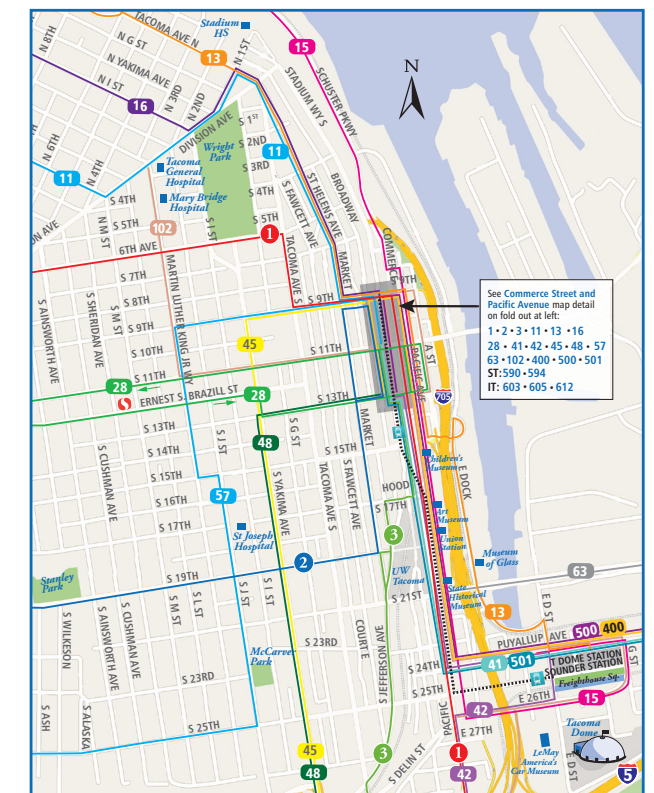 TACOMA AVE N
Stadium
HS
N 8TH
N G ST
13
N 1ST
15
N YAKIMA AVE
N I ST
STADIUM WY S
SCHUSTER PKWY
N
16
N 3RD
N 2ND
DIVISION AVE
S 1ST
S 2ND
Wright
Park
11
S 3RD
N 6TH
N 4TH
Tacoma
General
Hospital
11
Mary Bridge
Hospital
S 4TH
S 4TH
S FAWCETT AVE
ST HELENS AVE
BROADWAY
N M ST
S 5TH
102
S I ST
S 5TH
ON AVE
6TH AVE
1
TACOMA AVE S
MARKET
COMMERCE
S 7TH
S 9TH
S AINSWORTH AVE
S SHERIDAN AVE
S M ST
S 8TH
MARTIN LUTHER KING JR WY
S 9TH
S 9TH
See Commerce Street and
Pacific Avenue map detail
on fold out at left:
1 • 2 • 3 • 11 • 13 • 16
28 • 41 • 42 • 45 • 48 • 57
63 • 102 • 400 • 500 • 501
ST: 590 • 594
IT: 603 • 605 • 612
S 10TH
45
S 11TH
PACIFIC AVE
A ST
S 11TH
28
ERNEST S. BRAZILL ST
28
S 13TH
705
S 13TH
S J ST
48
S G ST
MARKET
S 14TH
S 15TH
S CUSHMAN AVE
S 15TH
S YAKIMA AVE
TACOMA AVE S
S FAWCETT AVE
Children's
Museum
E DOCK
57
HOOD
S 16TH
S 17TH
Art
Museum
S 17TH
St Joseph
Hospital
3
Union
Station
2
Museum
of Glass
UW
Tacoma
63
Stanley
Park
S 19TH
State
Historical
Museum
S 21ST
13
E D ST
S WILKESON
S AINSWORTH AVE
S CUSHMAN AVE
S M ST
S L ST
S J ST
S I ST
COURT E
S JEFFERSON AVE
PUYALLUP AVE
500
400
S 23RD
McCarver
Park
S 24TH
41
501
T DOME STATION
SOUNDER STATION
G ST
S 23RD
Freighthouse Sq.
S 25TH
E 26TH
15
S ASH
S ALASKA
S 25TH
42
PACIFIC
E 27TH
Tacoma
Dome
45
3
1
LeMay
America's
Car Museum
48
S DELIN ST
42
E D ST
5